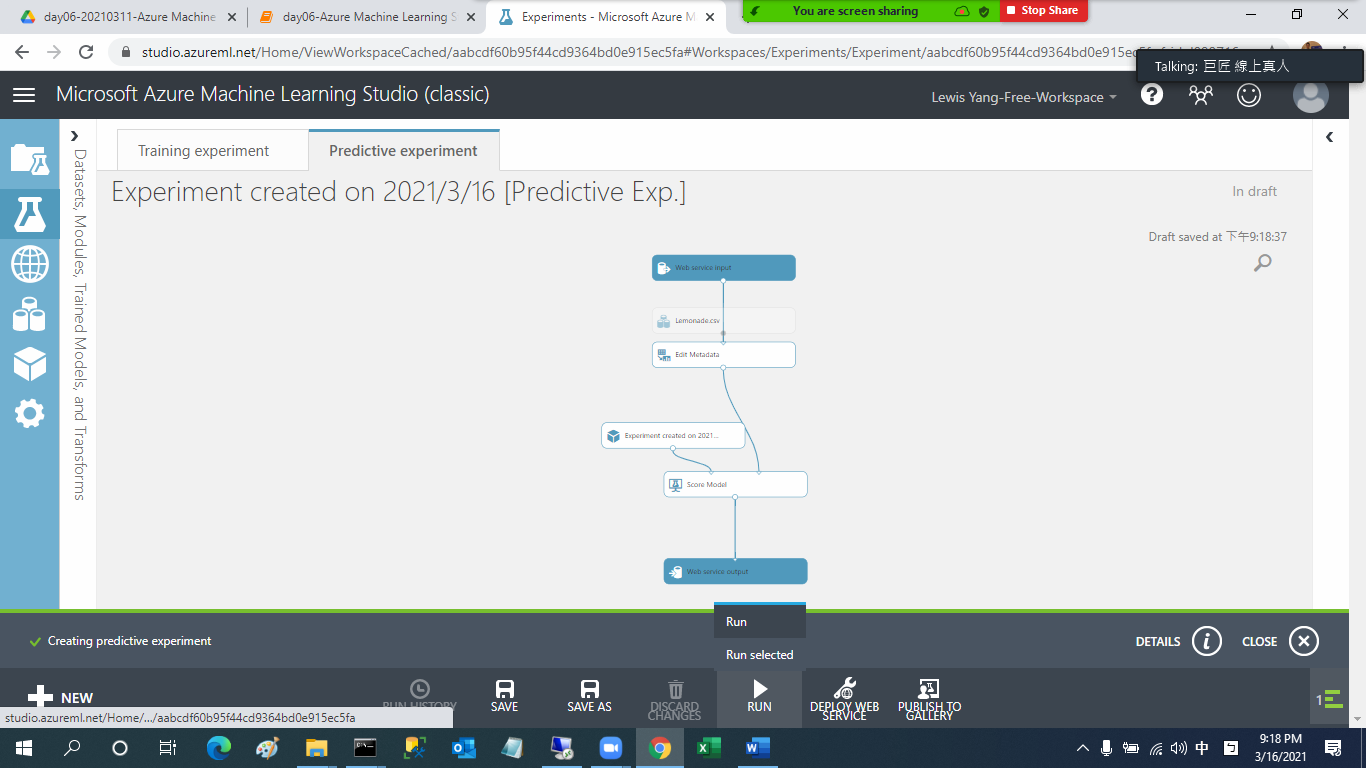 day06-20210311-Azure Machine
day06-Azure Machine Learning S
Experiments - Microsoft Azure M
You are screen sharing
Stop Share
studio.azureml.net/Home/ViewWorkspaceCached/aabcdf60b95f44cd9364bd0e915ec5fa#Workspaces/Experiments/Experiment/aabcdf60b95f44cd9364bd0e915ec5
Talking: 巨匠 線上真人
Microsoft Azure Machine Learning Studio (classic)
Lewis Yang-Free-Workspace
Datasets, Modules, Trained Models, and Transforms
Training experiment
Predictive experiment
Experiment created on 2021/3/16 [Predictive Exp.]
In draft
Draft saved at 下午9:18:37
Web service input
Lemonade.csv
Edit Metadata
Experiment created on 2021...
Score Model
Web service output
Run
Run selected
Creating predictive experiment
DETAILS
CLOSE
NEW
RUN HISTORY
SAVE
SAVE AS
DISCARD CHANGES
RUN
DEPLOY WEB SERVICE
PUBLISH TO GALLERY
1
studio.azureml.net/Home/.../aabcdf60b95f44cd9364bd0e915ec5fa
中
9:18 PM
3/16/2021